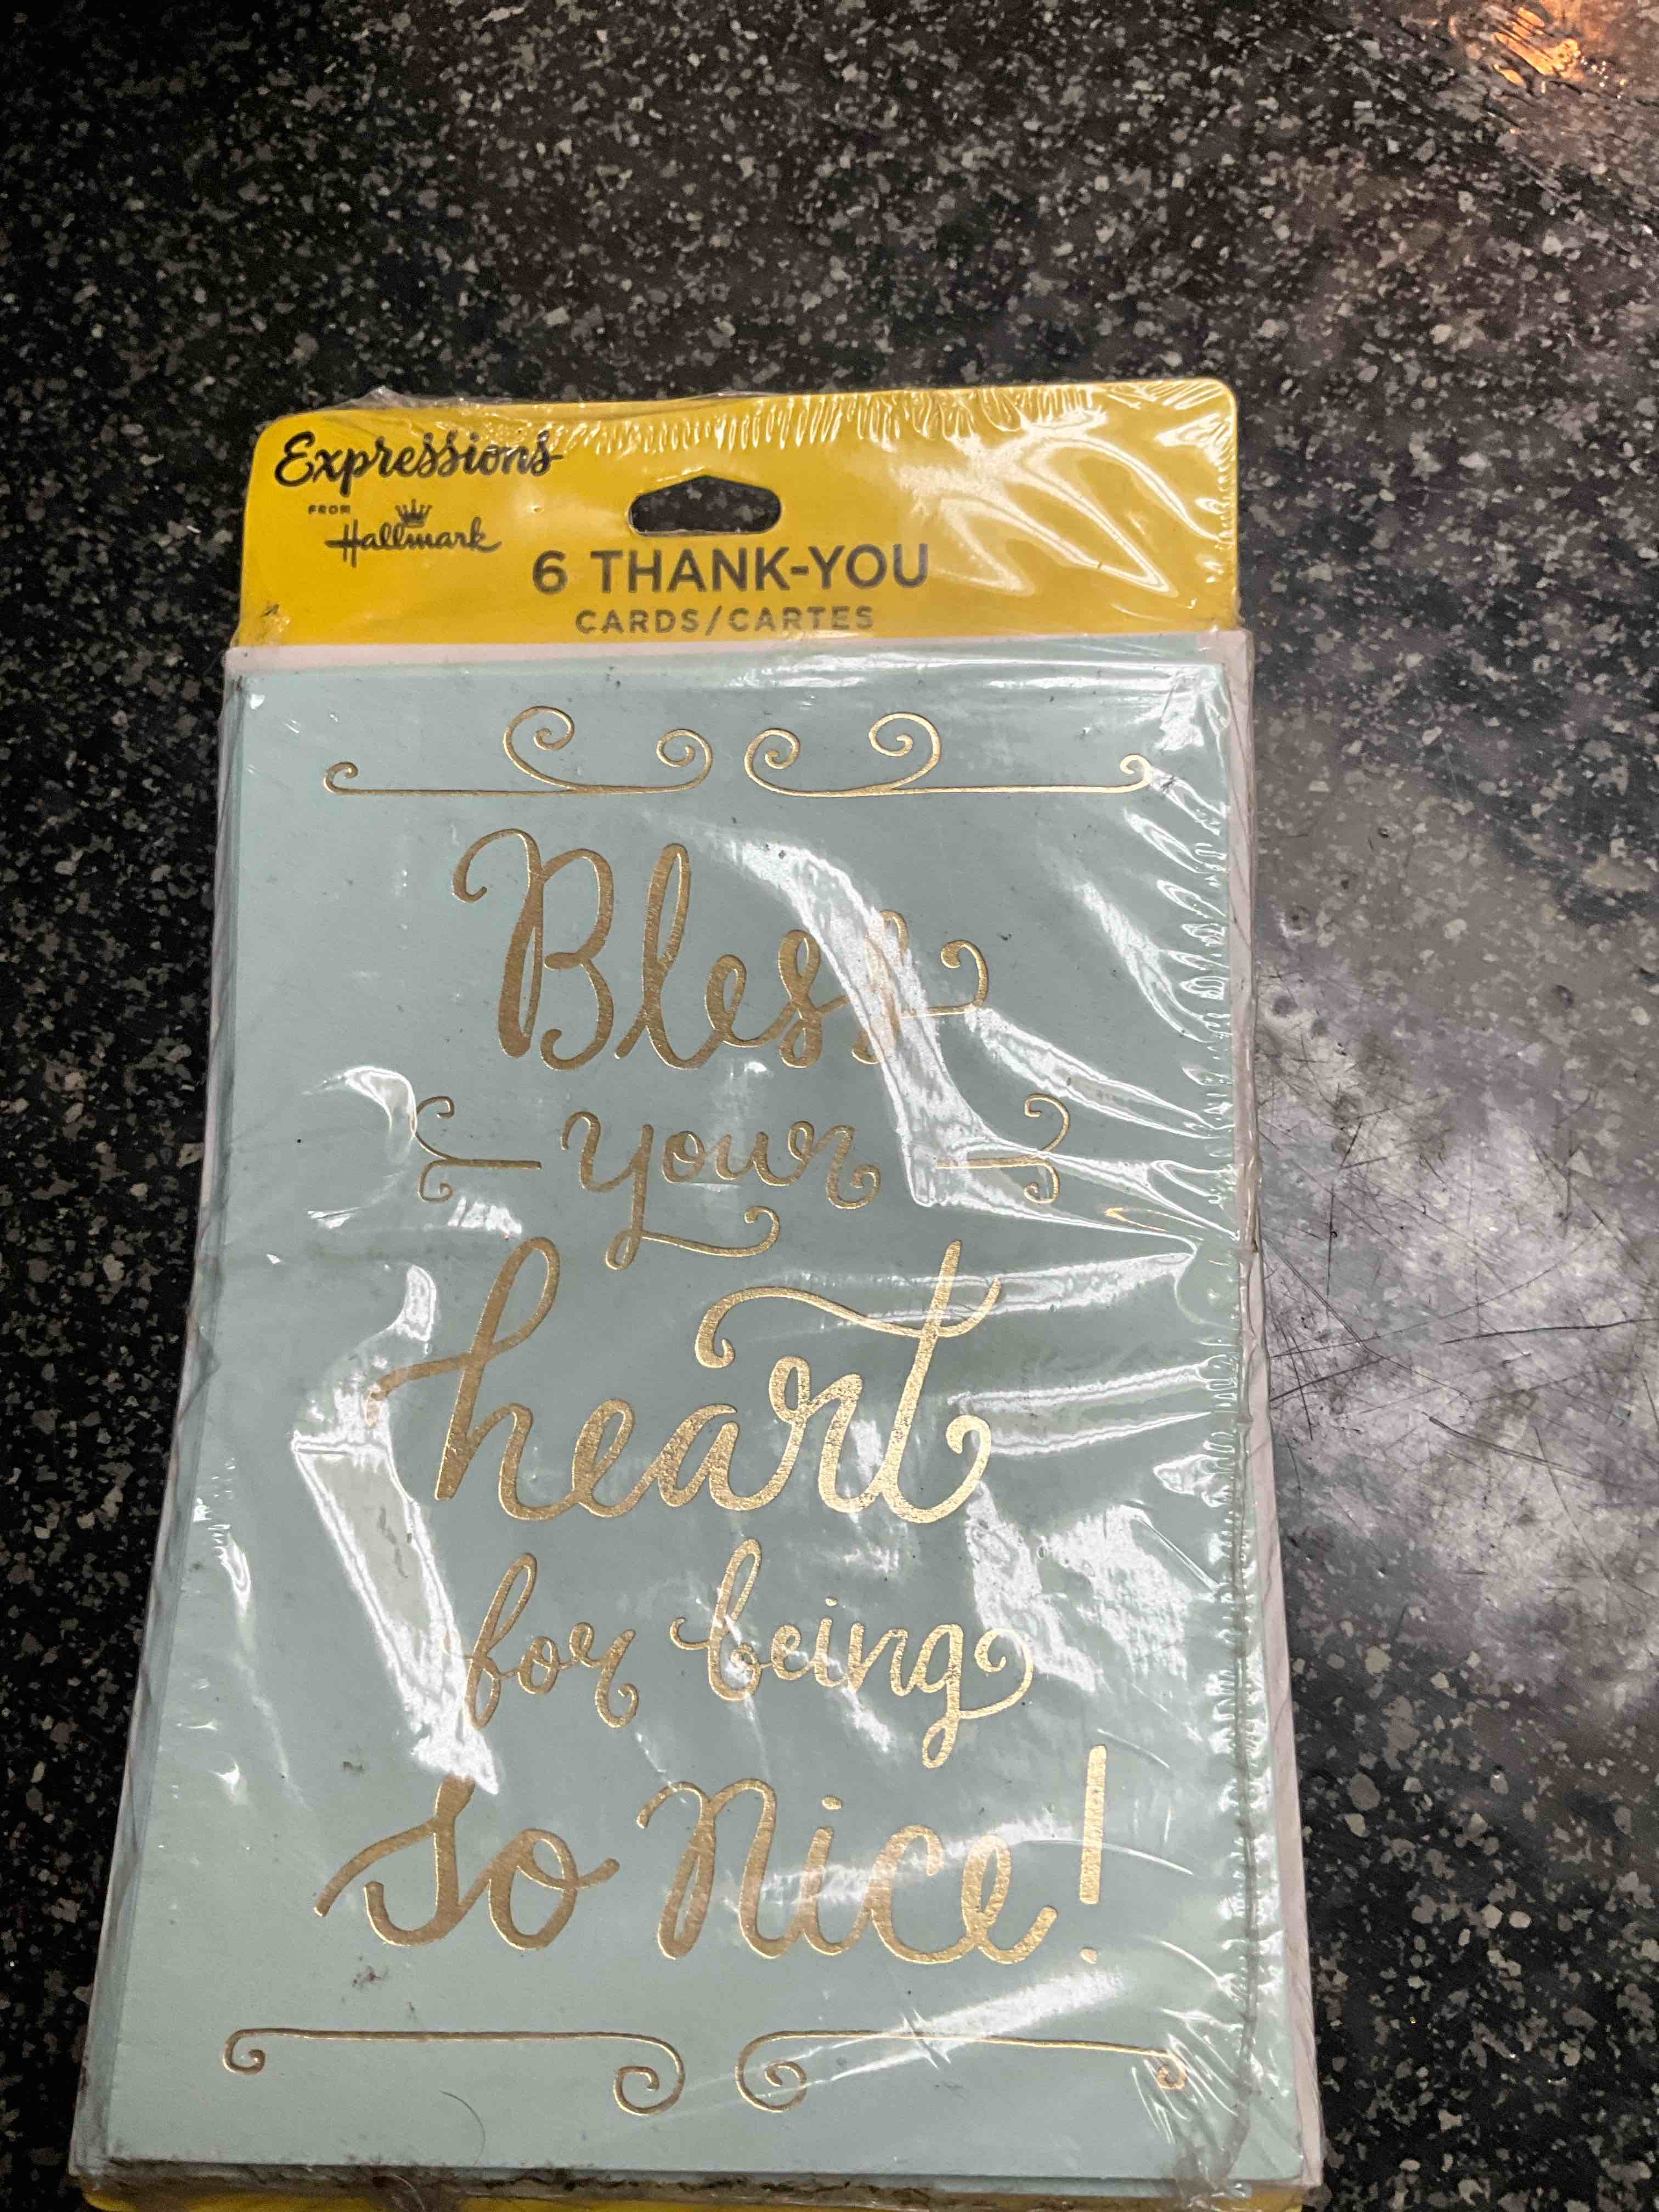 Expressions
FROM
Hallmark
6 THANK-YOU
CARDS/CARTES
Bless
your
heart
for being
so nice!